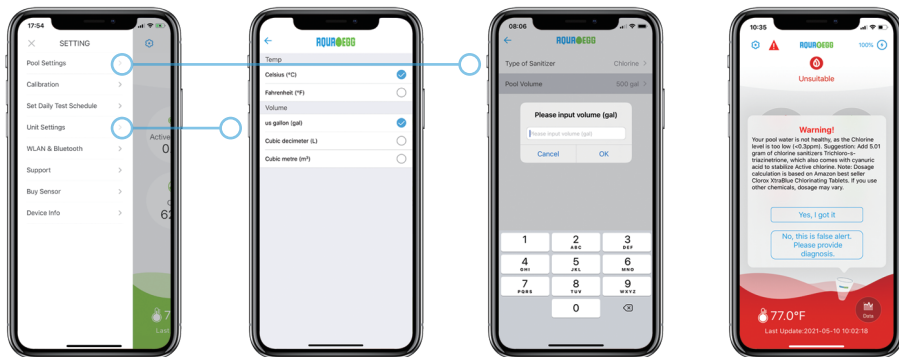 17:54
SETTING
Pool Settings
Calibration
Set Daily Test Schedule
Unit Settings
WLAN & Bluetooth
Support
Buy Sensor
Device Info
Active
0
62
7
Last
AQUAEGG
Temp
Celsius (°C)
Fahrenheit (°F)
Volume
us gallon (gal)
Cubic decimeter (L)
Cubic metre (m³)
08:06
AQUAEGG
Type of Sanitizer
Chlorine
Pool Volume
500 gal
Please input volume (gal)
Please input volume (gal)
Cancel
OK
1
2
ABC
3
DEF
4
GHI
5
JKL
6
MNO
7
PQRS
8
TUV
9
WXYZ
0
10:35
AQUAEGG
100%
Unsuitable
Warning!
Your pool water is not healthy, as the Chlorine
level is too low (<0.3ppm). Suggestion: Add 5.01
gram of chlorine sanitizers Trichloro-s-
triazinetrione, which also comes with cyanuric
acid to stabilize Active chlorine. Note: Dosage
calculation is based on Amazon best seller
Clorox XtraBlue Chlorinating Tablets. If you use
other chemicals, dosage may vary.
Yes, I got it
No, this is false alert.
Please provide
diagnosis.
77.0°F
Data
Last Update:2021-05-10 10:02:18